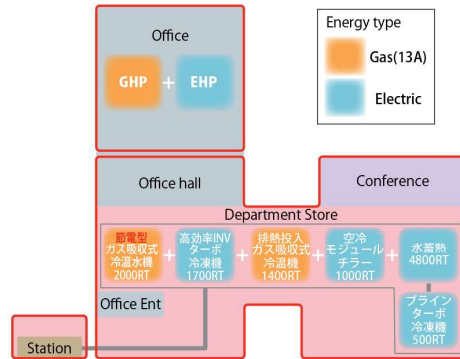 Office
GHP + EHP
Energy type
Gas(13A)
Electric
Office hall
Conference
Department Store
節電型
ガス吸収式
冷温水機
2000RT
+
高効率INV
ターボ
冷凍機
1700RT
+
排熱投入
ガス吸収式
冷温機
1400RT
+
空冷
モジュール
チラー
1000RT
+
氷蓄熱
4800RT
ブライン
ターボ
冷凍機
500RT
Office Ent
Station